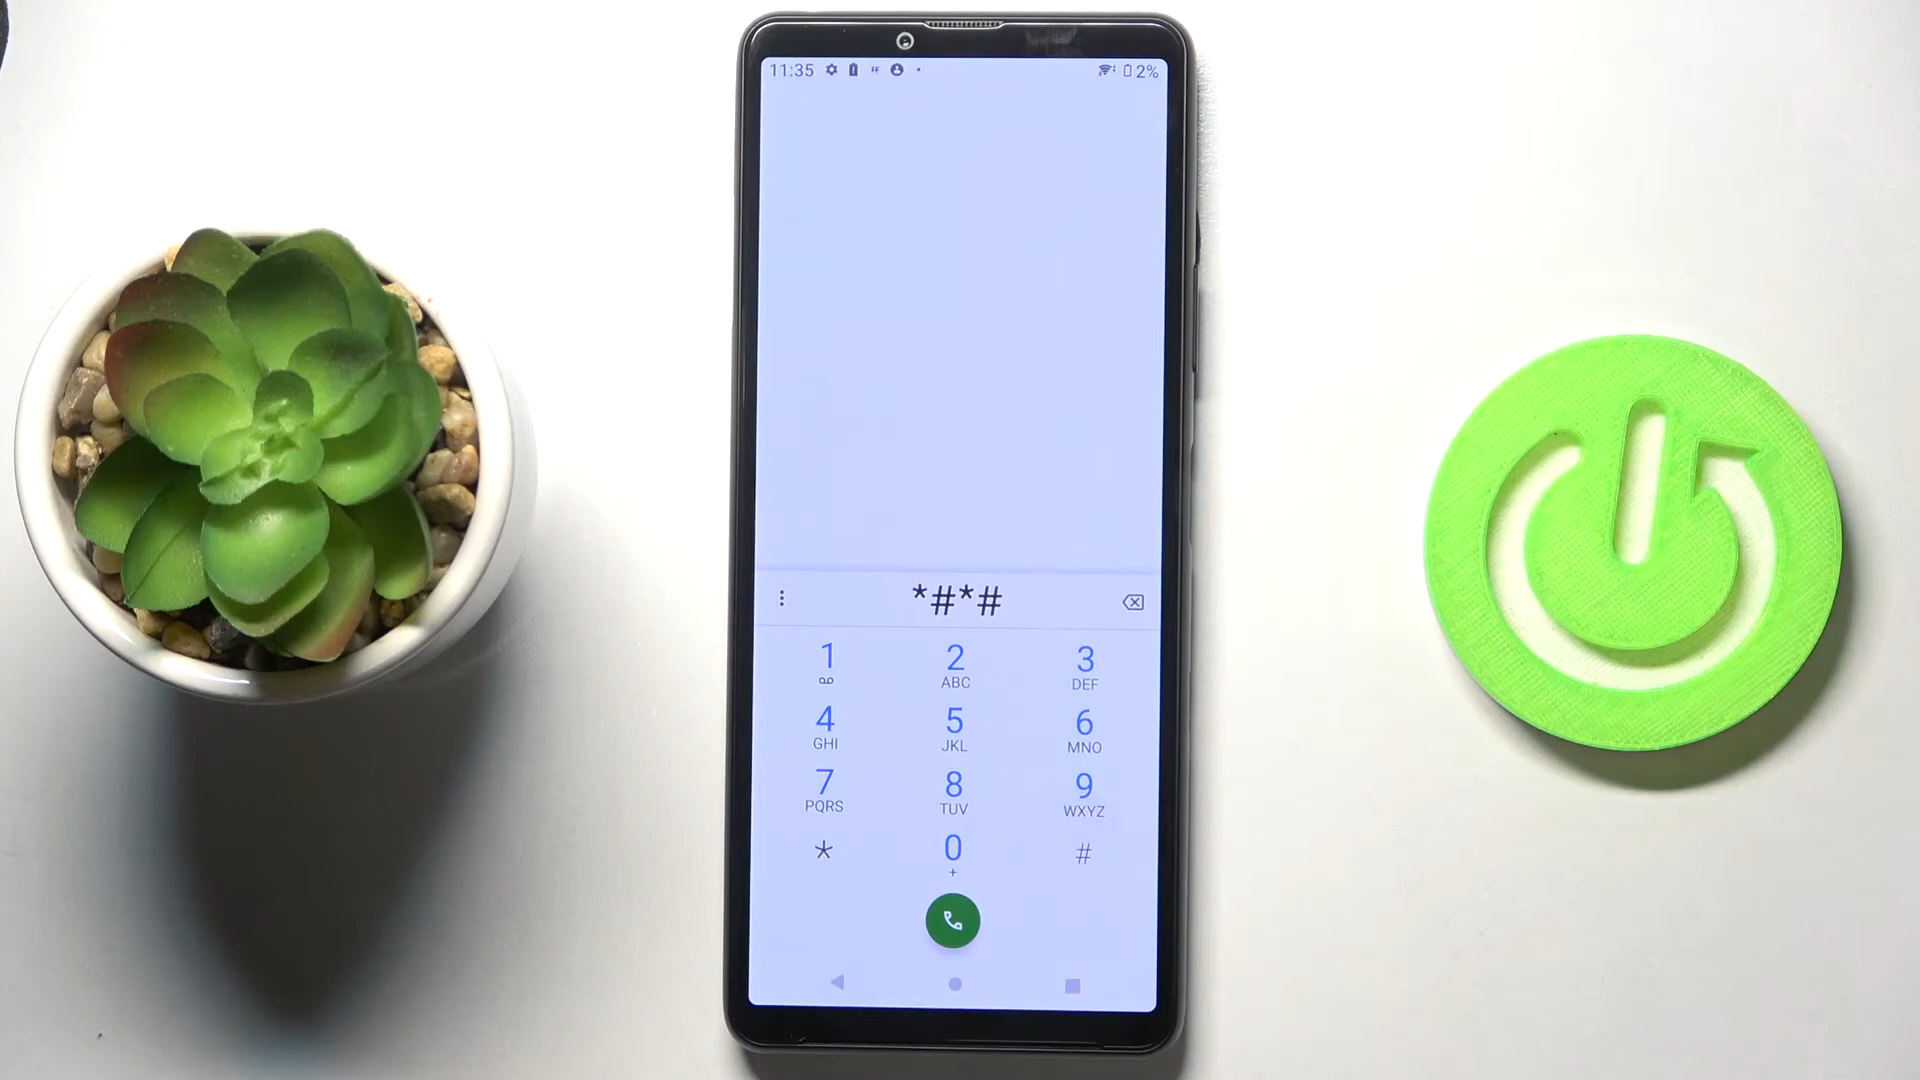 11:35 FF 2%
*#*#
1 2 3
ABC DEF
4 5 6
GHI JKL MNO
7 8 9
PQRS TUV WXYZ
* 0 #
+